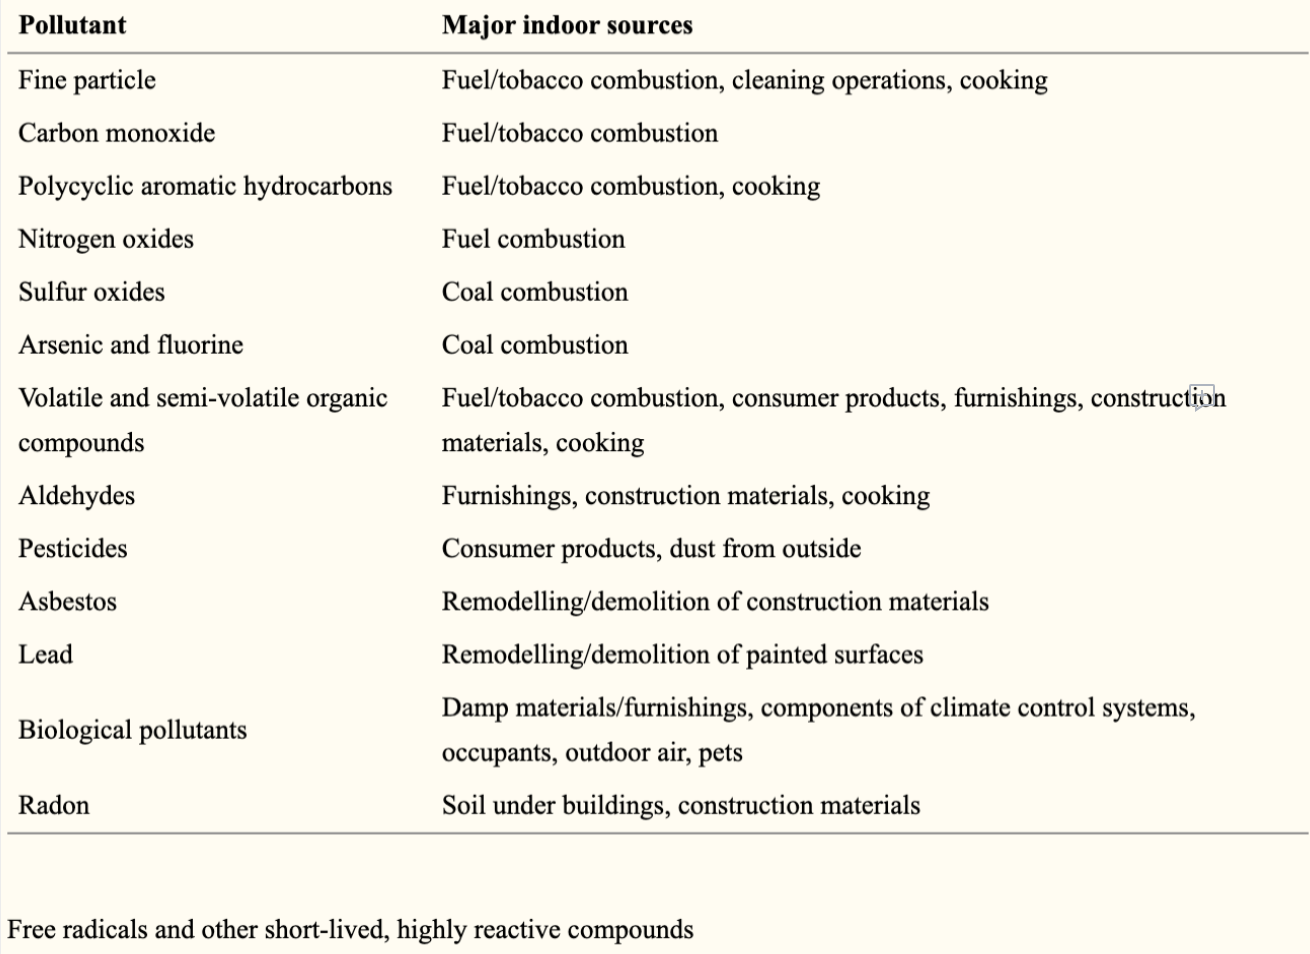 Pollutant Major indoor sources
Fine particle Fuel/tobacco combustion, cleaning operations, cooking
Carbon monoxide Fuel/tobacco combustion
Polycyclic aromatic hydrocarbons Fuel/tobacco combustion, cooking
Nitrogen oxides Fuel combustion
Sulfur oxides Coal combustion
Arsenic and fluorine Coal combustion
Volatile and semi-volatile organic Fuel/tobacco combustion, consumer products, furnishings, construction
compounds materials, cooking
Aldehydes Furnishings, construction materials, cooking
Pesticides Consumer products, dust from outside
Asbestos Remodelling/demolition of construction materials
Lead Remodelling/demolition of painted surfaces
Biological pollutants Damp materials/furnishings, components of climate control systems,
occupants, outdoor air, pets
Radon Soil under buildings, construction materials
Free radicals and other short-lived, highly reactive compounds